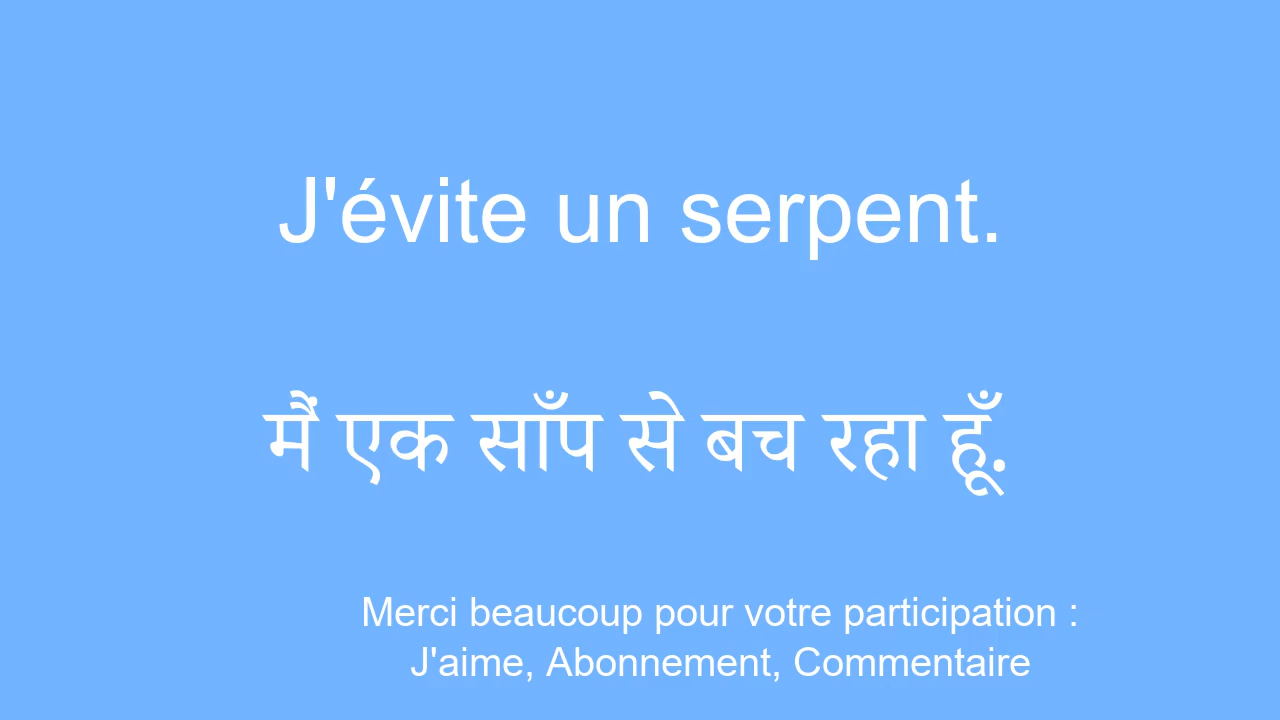 J'évite un serpent.
मैं एक साँप से बच रहा हूँ.
Merci beaucoup pour votre participation :
J'aime, Abonnement, Commentaire